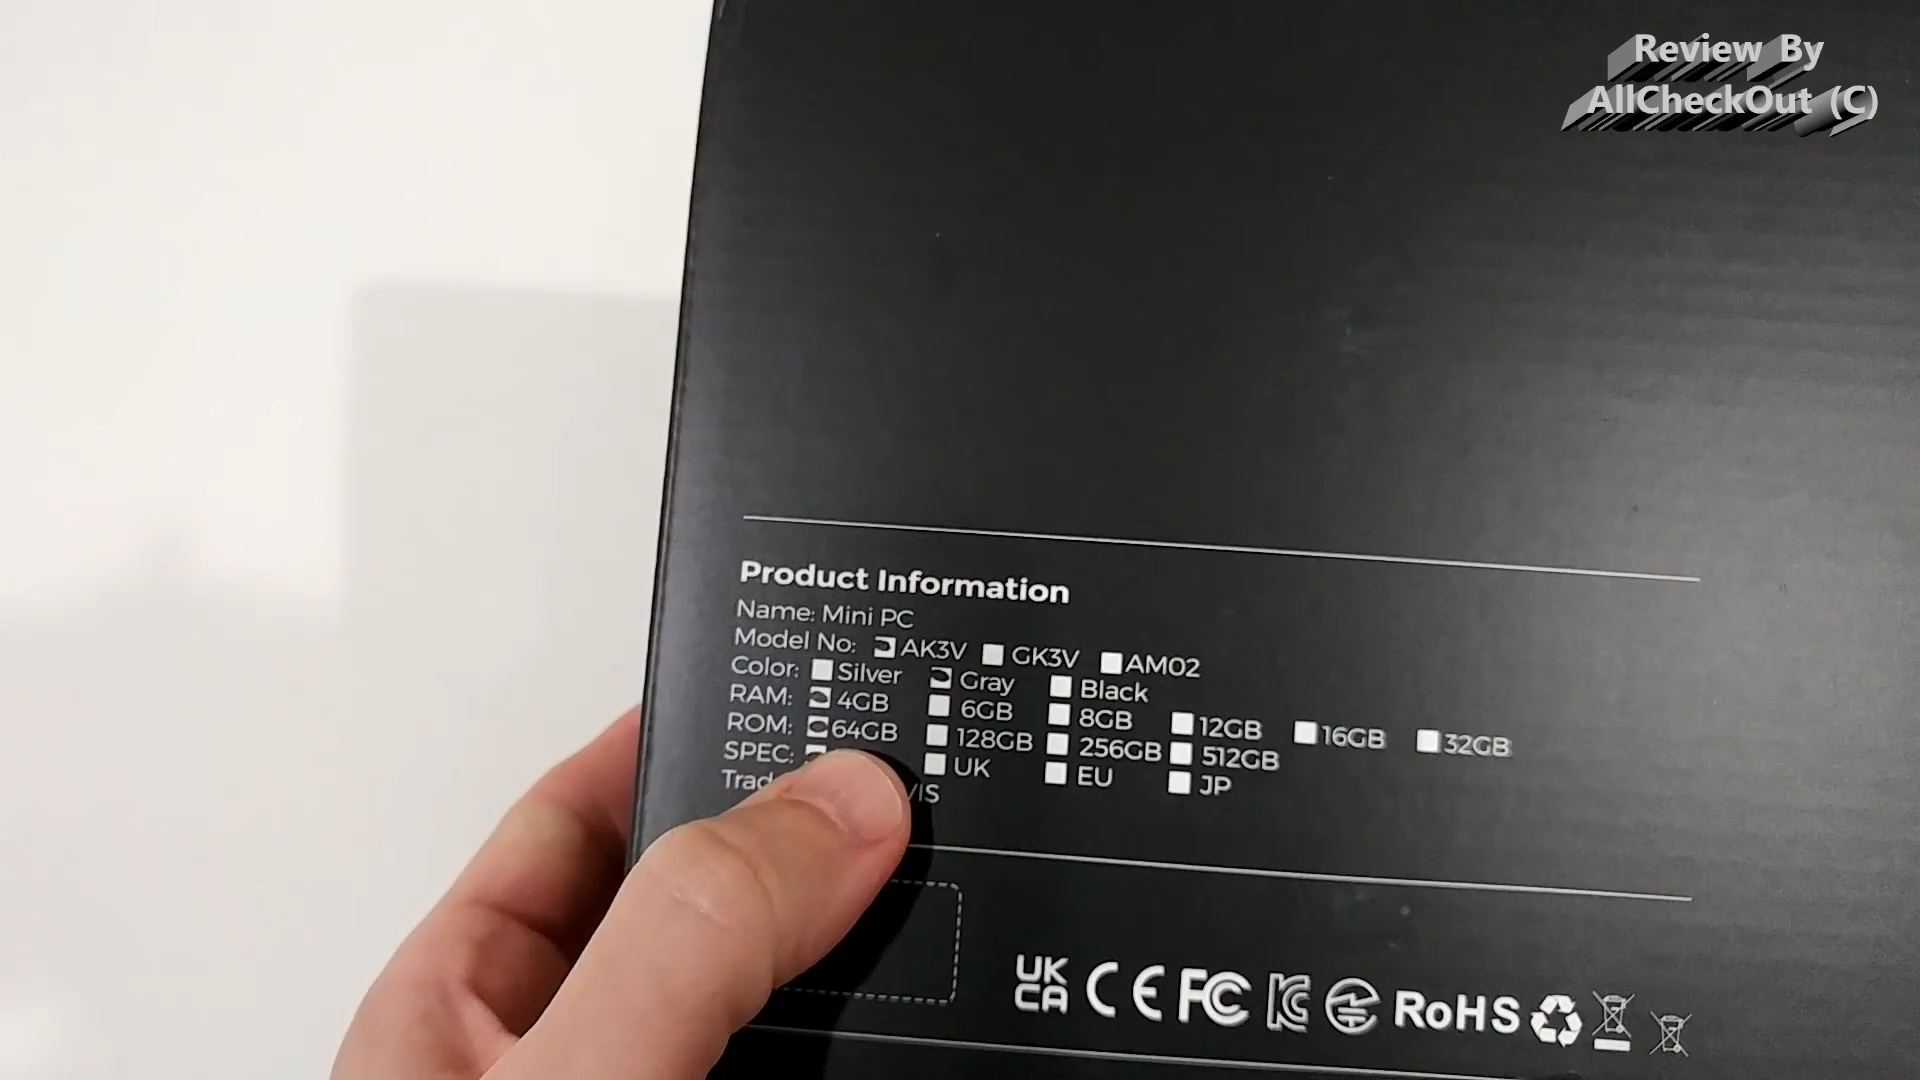 Review By
AllCheckOut (C)
Product Information
Name: Mini PC
Model No: AK3V GK3V AM02
Color: Silver Gray Black
RAM: 4GB 6GB 8GB 12GB 16GB 32GB
ROM: 64GB 128GB 256GB 512GB
SPEC: UK EU JP
UK
CA CE FC RoHS